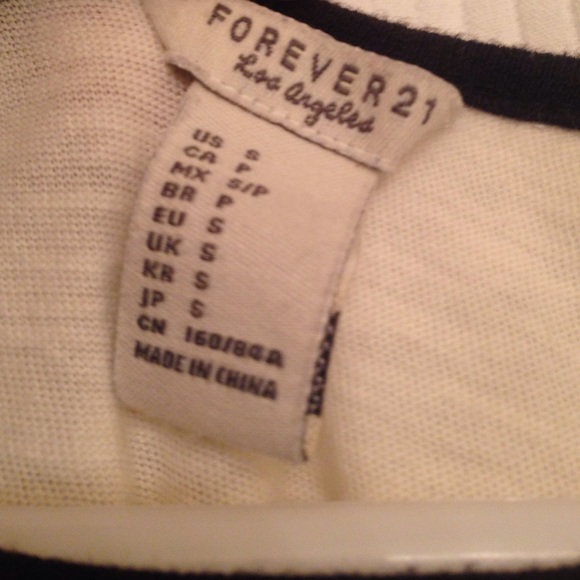 FOREVER 21
Los Angeles
US S
CA P
MX S/P
BR P
EU S
UK S
KR S
JP S
CN 160/84A
MADE IN CHINA